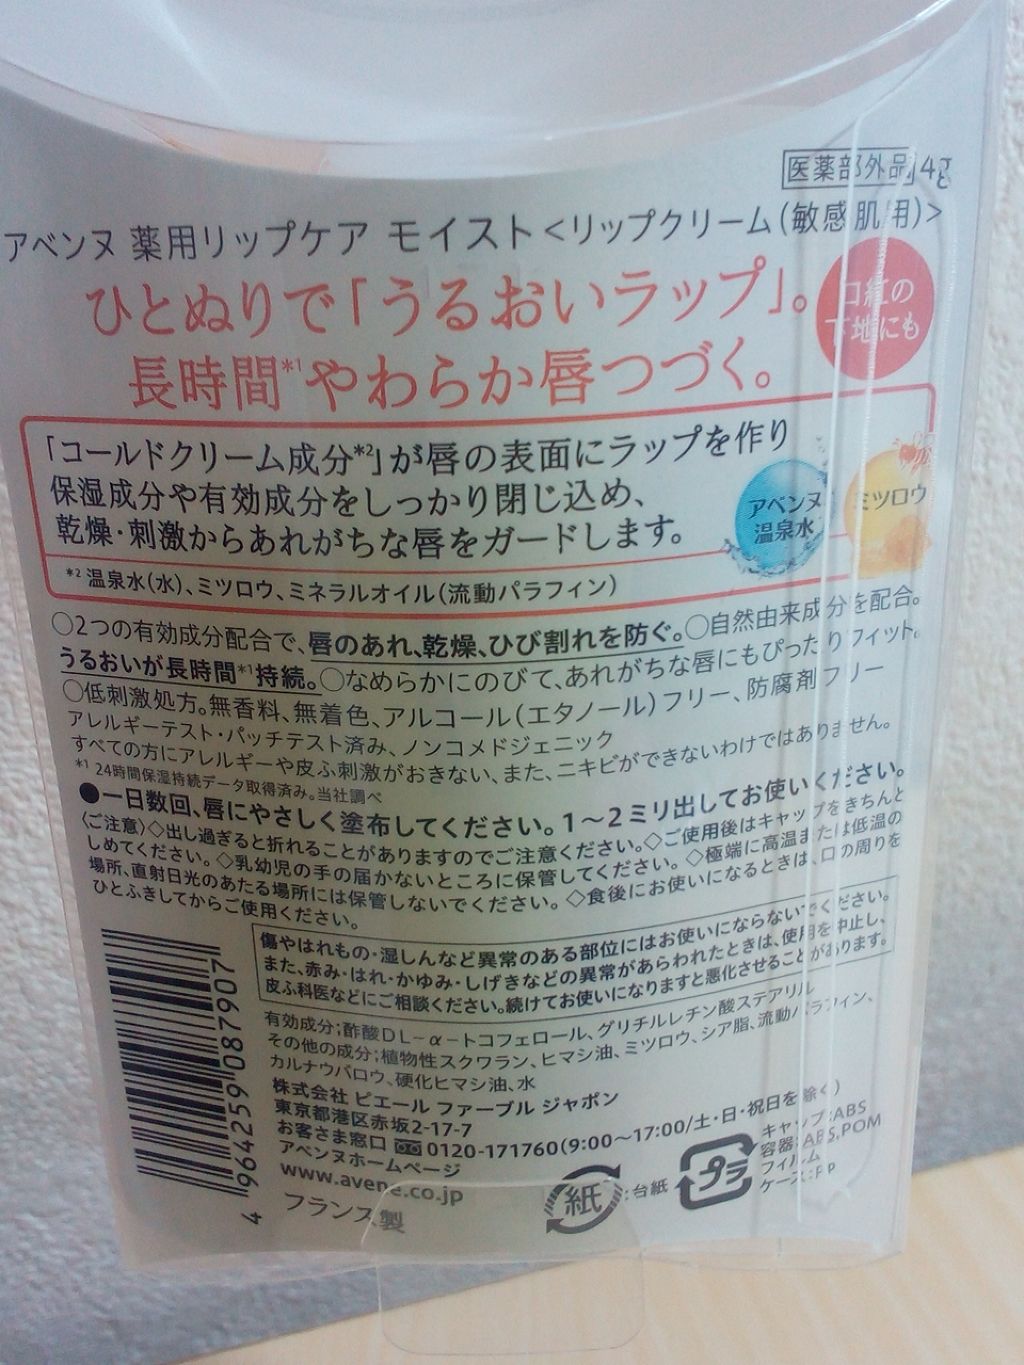 医薬部外品 4g
アベンヌ 薬用リップケア モイスト<リップクリーム(敏感肌用)>
ひとぬりで「うるおいラップ」。
長時間*1やわらか唇つづく。
口紅の
下地にも
「コールドクリーム成分*2」が唇の表面にラップを作り
保湿成分や有効成分をしっかり閉じ込め、
乾燥・刺激からあれがちな唇をガードします。
アベンヌ
温泉水
ミツロウ
*2 温泉水(水)、ミツロウ、ミネラルオイル(流動パラフィン)
○2つの有効成分配合で、唇のあれ、乾燥、ひび割れを防ぐ。○自然由来成分を配合。
うるおいが長時間*1持続。○なめらかにのびて、あれがちな唇にもぴったりフィット。
○低刺激処方。無香料、無着色、アルコール(エタノール)フリー、防腐剤フリー
アレルギーテスト・パッチテスト済み、ノンコメドジェニック
すべての方にアレルギーや皮ふ刺激がおきない、また、ニキビができないわけではありません。
*1 24時間保湿持続データ取得済み。当社調べ
●一日数回、唇にやさしく塗布してください。1～2ミリ出してお使いください。
〈ご注意〉◇出し過ぎると折れることがありますのでご注意ください。◇ご使用後はキャップをきちんと
しめてください。◇乳幼児の手の届かないところに保管してください。◇極端に高温または低温の
場所、直射日光のあたる場所には保管しないでください。◇食後にお使いになるときは、口の周りを
ひとふきしてからご使用ください。
傷やはれもの・湿しんなど異常のある部位にはお使いにならないでください。
また、赤み・はれ・かゆみ・しげきなどの異常があらわれたときは、使用を中止し、
皮ふ科医などにご相談ください。続けてお使いになりますと悪化させることがあります。
有効成分;酢酸DL-α-トコフェロール、グリチルレチン酸ステアリル
その他の成分;植物性スクワラン、ヒマシ油、ミツロウ、シア脂、流動パラフィン、
カルナウバロウ、硬化ヒマシ油、水
株式会社 ピエール ファーブル ジャポン
東京都港区赤坂2-17-7
お客さま窓口 0120-171760(9:00～17:00/土・日・祝日を除く)
アベンヌホームページ
www.avene.co.jp
フランス製
紙
:台紙
プラ
キャップ:ABS
容器:ABS,POM
フィルム
ケース:PP
4 964259 087907